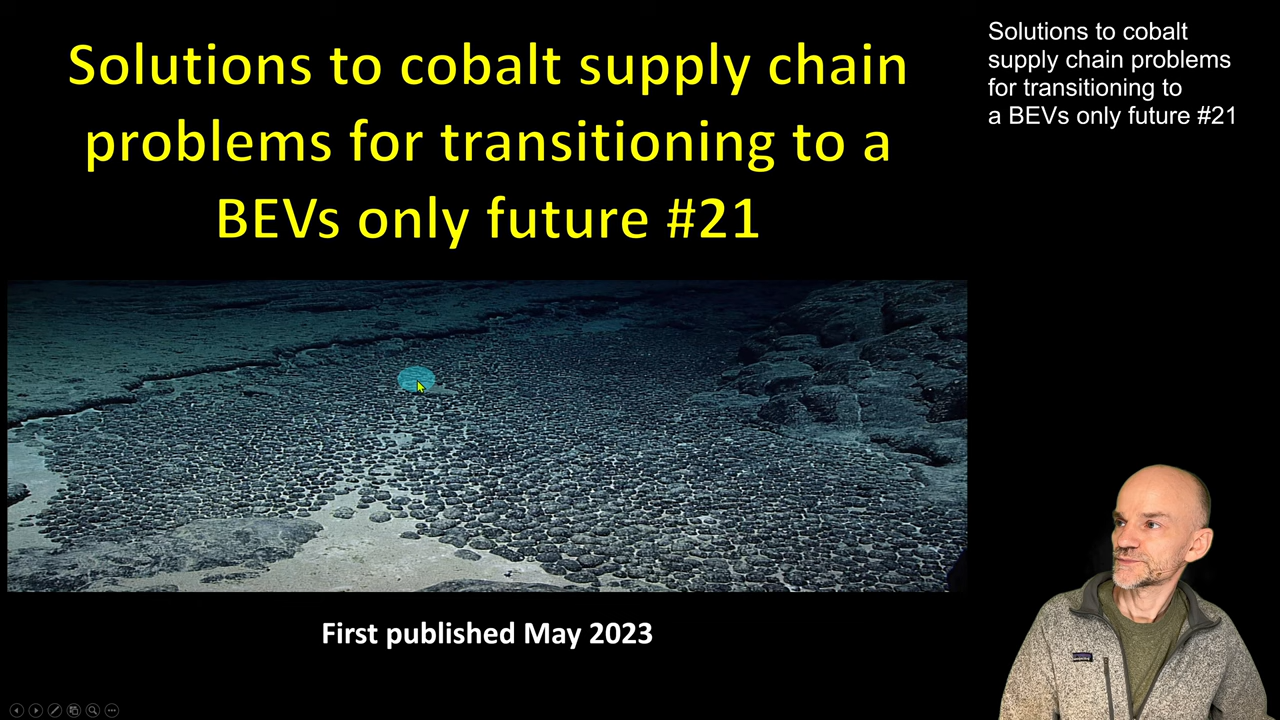 Solutions to cobalt supply chain
problems for transitioning to a
BEVs only future #21
Solutions to cobalt
supply chain problems
for transitioning to
a BEVs only future #21
First published May 2023